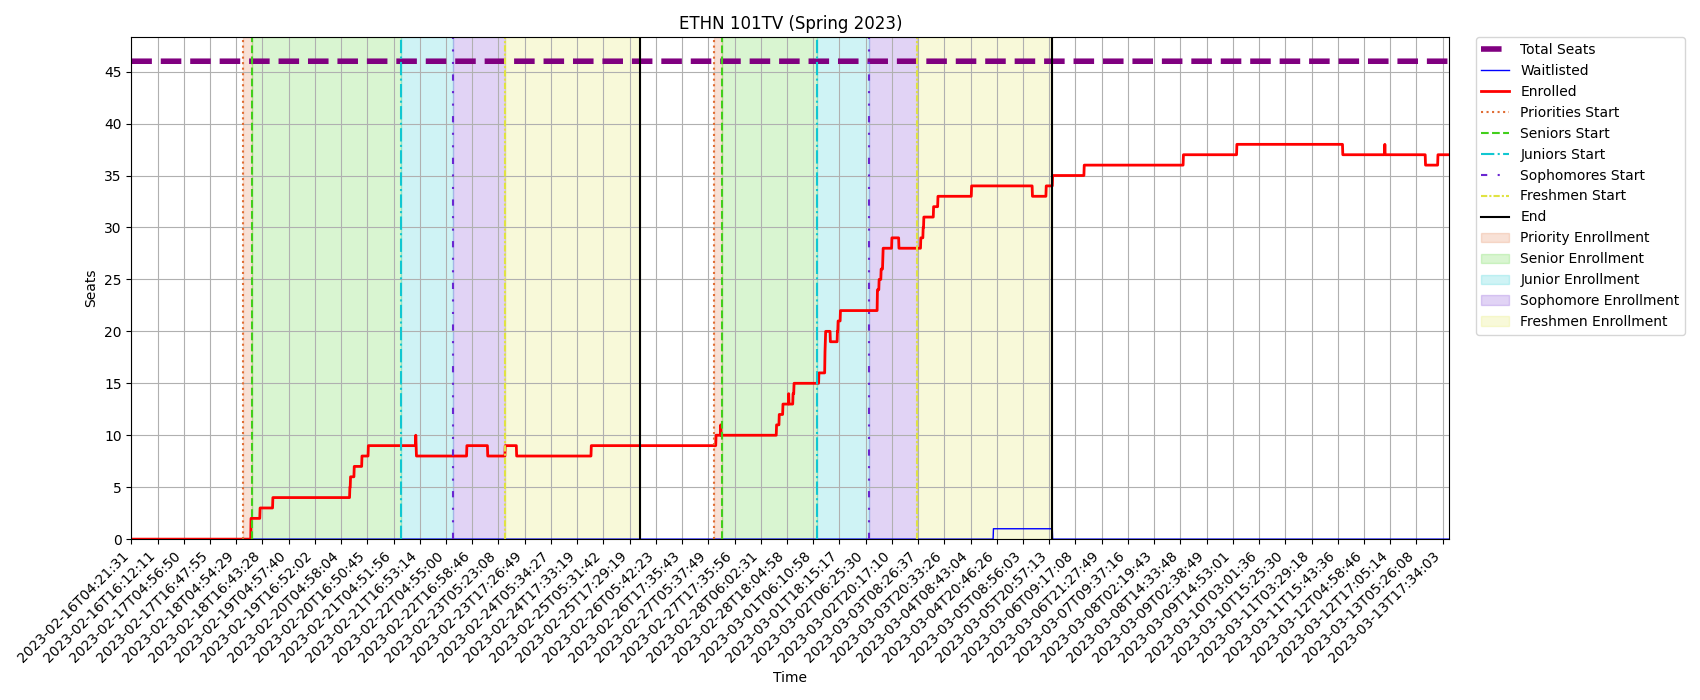 ETHN 101TV (Spring 2023)
Total Seats
Waitlisted
Enrolled
Priorities Start
Seniors Start
Juniors Start
Sophomores Start
Freshmen Start
End
Priority Enrollment
Senior Enrollment
Junior Enrollment
Sophomore Enrollment
Freshmen Enrollment
Seats
45
40
35
30
25
20
15
10
5
0
2023-02-16T04:21:31
2023-02-16T16:12:11
2023-02-17T04:56:50
2023-02-17T16:47:55
2023-02-18T04:54:29
2023-02-18T16:43:28
2023-02-19T04:57:40
2023-02-19T16:52:02
2023-02-20T04:58:04
2023-02-20T16:50:45
2023-02-21T04:51:56
2023-02-21T16:53:14
2023-02-22T04:55:00
2023-02-22T16:58:46
2023-02-23T05:23:08
2023-02-23T17:26:49
2023-02-24T05:34:27
2023-02-24T17:33:19
2023-02-25T05:31:42
2023-02-25T17:29:19
2023-02-26T05:42:23
2023-02-26T17:35:43
2023-02-27T05:37:49
2023-02-27T17:35:56
2023-02-28T06:02:31
2023-02-28T18:04:58
2023-03-01T06:10:58
2023-03-01T18:15:17
2023-03-02T06:25:30
2023-03-02T20:17:10
2023-03-03T08:26:37
2023-03-03T20:33:26
2023-03-04T08:43:04
2023-03-04T20:46:26
2023-03-05T08:56:03
2023-03-05T20:57:13
2023-03-06T09:17:08
2023-03-06T21:27:49
2023-03-07T09:37:16
2023-03-08T02:19:43
2023-03-08T14:33:48
2023-03-09T02:38:49
2023-03-09T14:53:01
2023-03-10T03:01:36
2023-03-10T15:25:30
2023-03-11T03:29:18
2023-03-11T15:43:36
2023-03-12T04:58:46
2023-03-12T17:05:14
2023-03-13T05:26:08
2023-03-13T17:34:03
Time